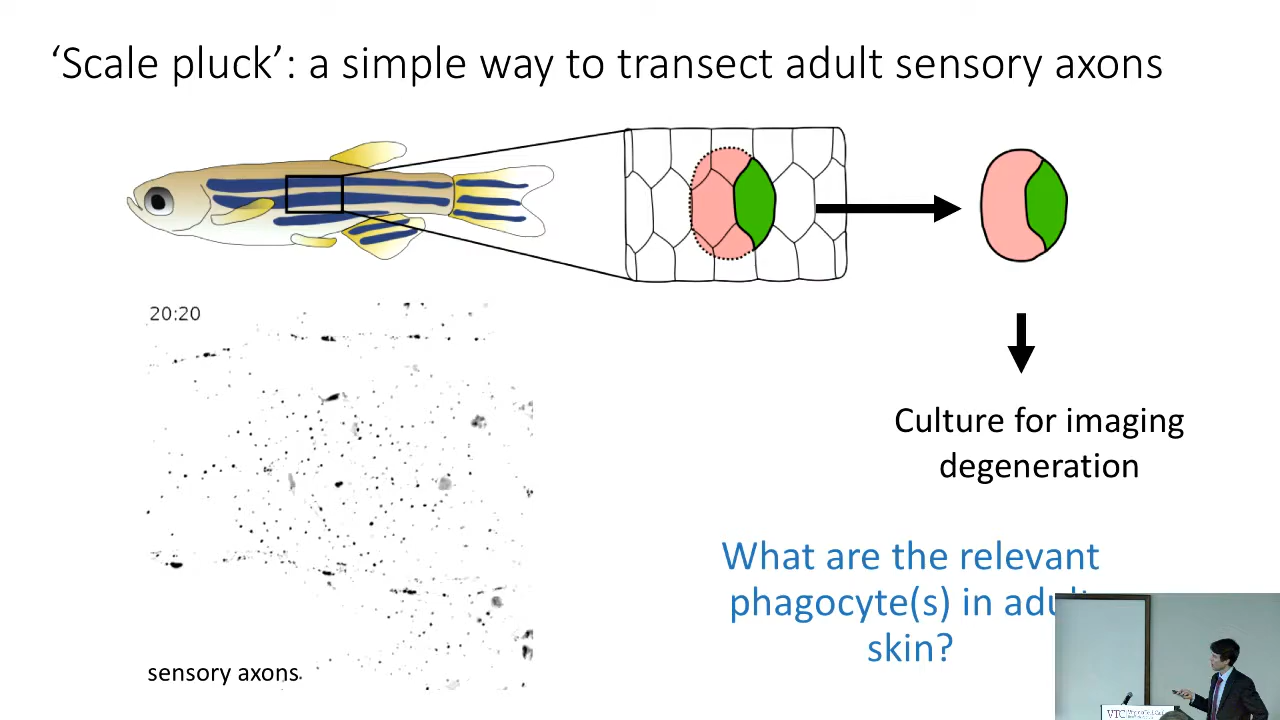 ‘Scale pluck’: a simple way to transect adult sensory axons
20:20
Culture for imaging
degeneration
What are the relevant
phagocyte(s) in adult
skin?
sensory axons
VTC